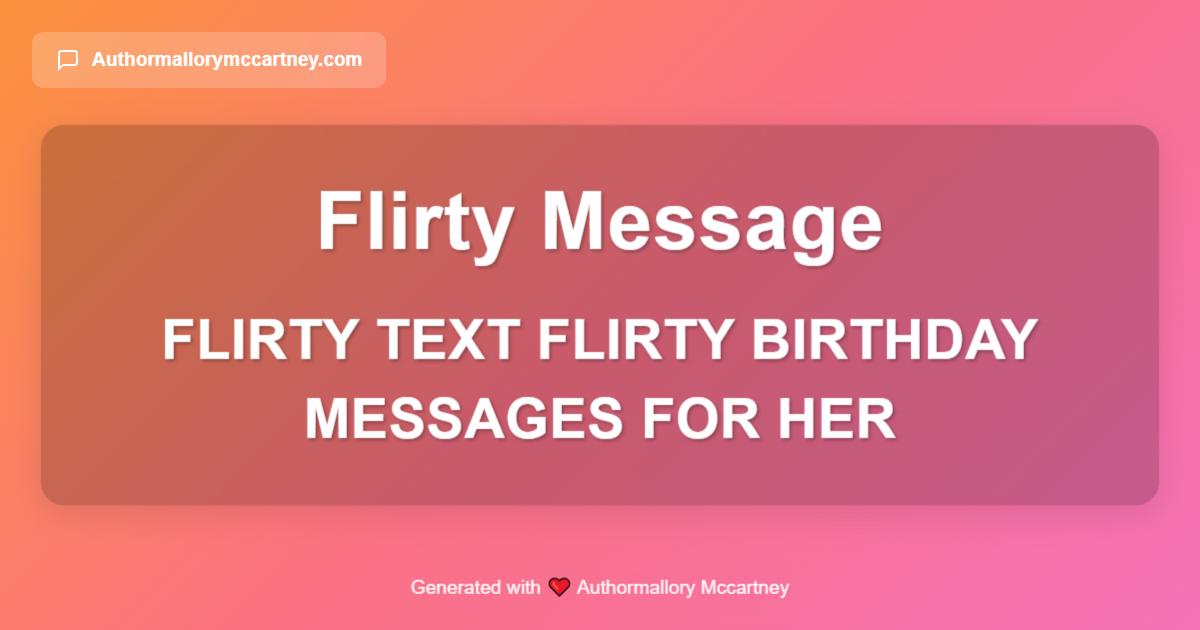 Authormallorymccartney.com
Flirty Message
FLIRTY TEXT FLIRTY BIRTHDAY
MESSAGES FOR HER
Generated with ❤️ Authormallory Mccartney